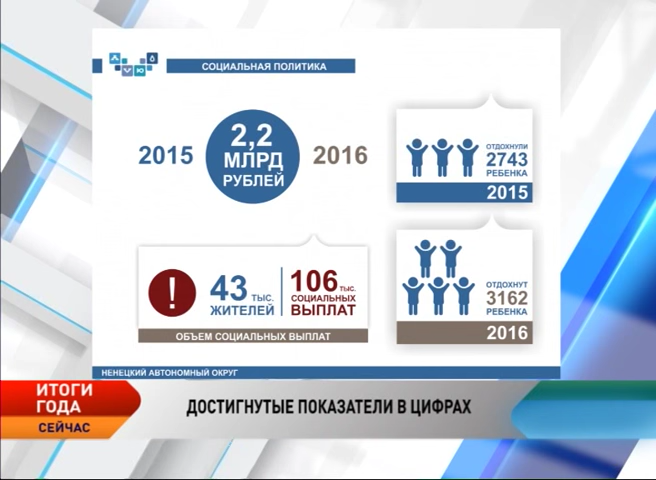 СОЦИАЛЬНАЯ ПОЛИТИКА
2015
2,2
МЛРД
РУБЛЕЙ
2016
ОТДОХНУЛИ
2743
РЕБЕНКА
2015
!
43 ТЫС.
ЖИТЕЛЕЙ
106 ТЫС.
СОЦИАЛЬНЫХ
ВЫПЛАТ
ОБЪЕМ СОЦИАЛЬНЫХ ВЫПЛАТ
ОТДОХНУТ
3162
РЕБЕНКА
2016
НЕНЕЦКИЙ АВТОНОМНЫЙ ОКРУГ
ИТОГИ
ГОДА
СЕЙЧАС
ДОСТИГНУТЫЕ ПОКАЗАТЕЛИ В ЦИФРАХ